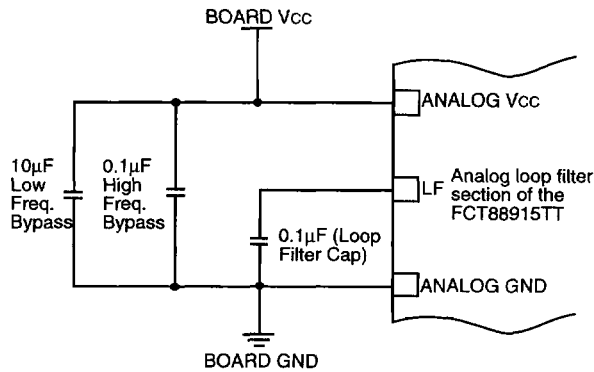 BOARD VCC
ANALOG VCC
10µF
Low
Freq.
Bypass
0.1µF
High
Freq.
Bypass
LF
Analog loop filter
section of the
FCT88915TT
0.1µF (Loop
Filter Cap)
ANALOG GND
BOARD GND